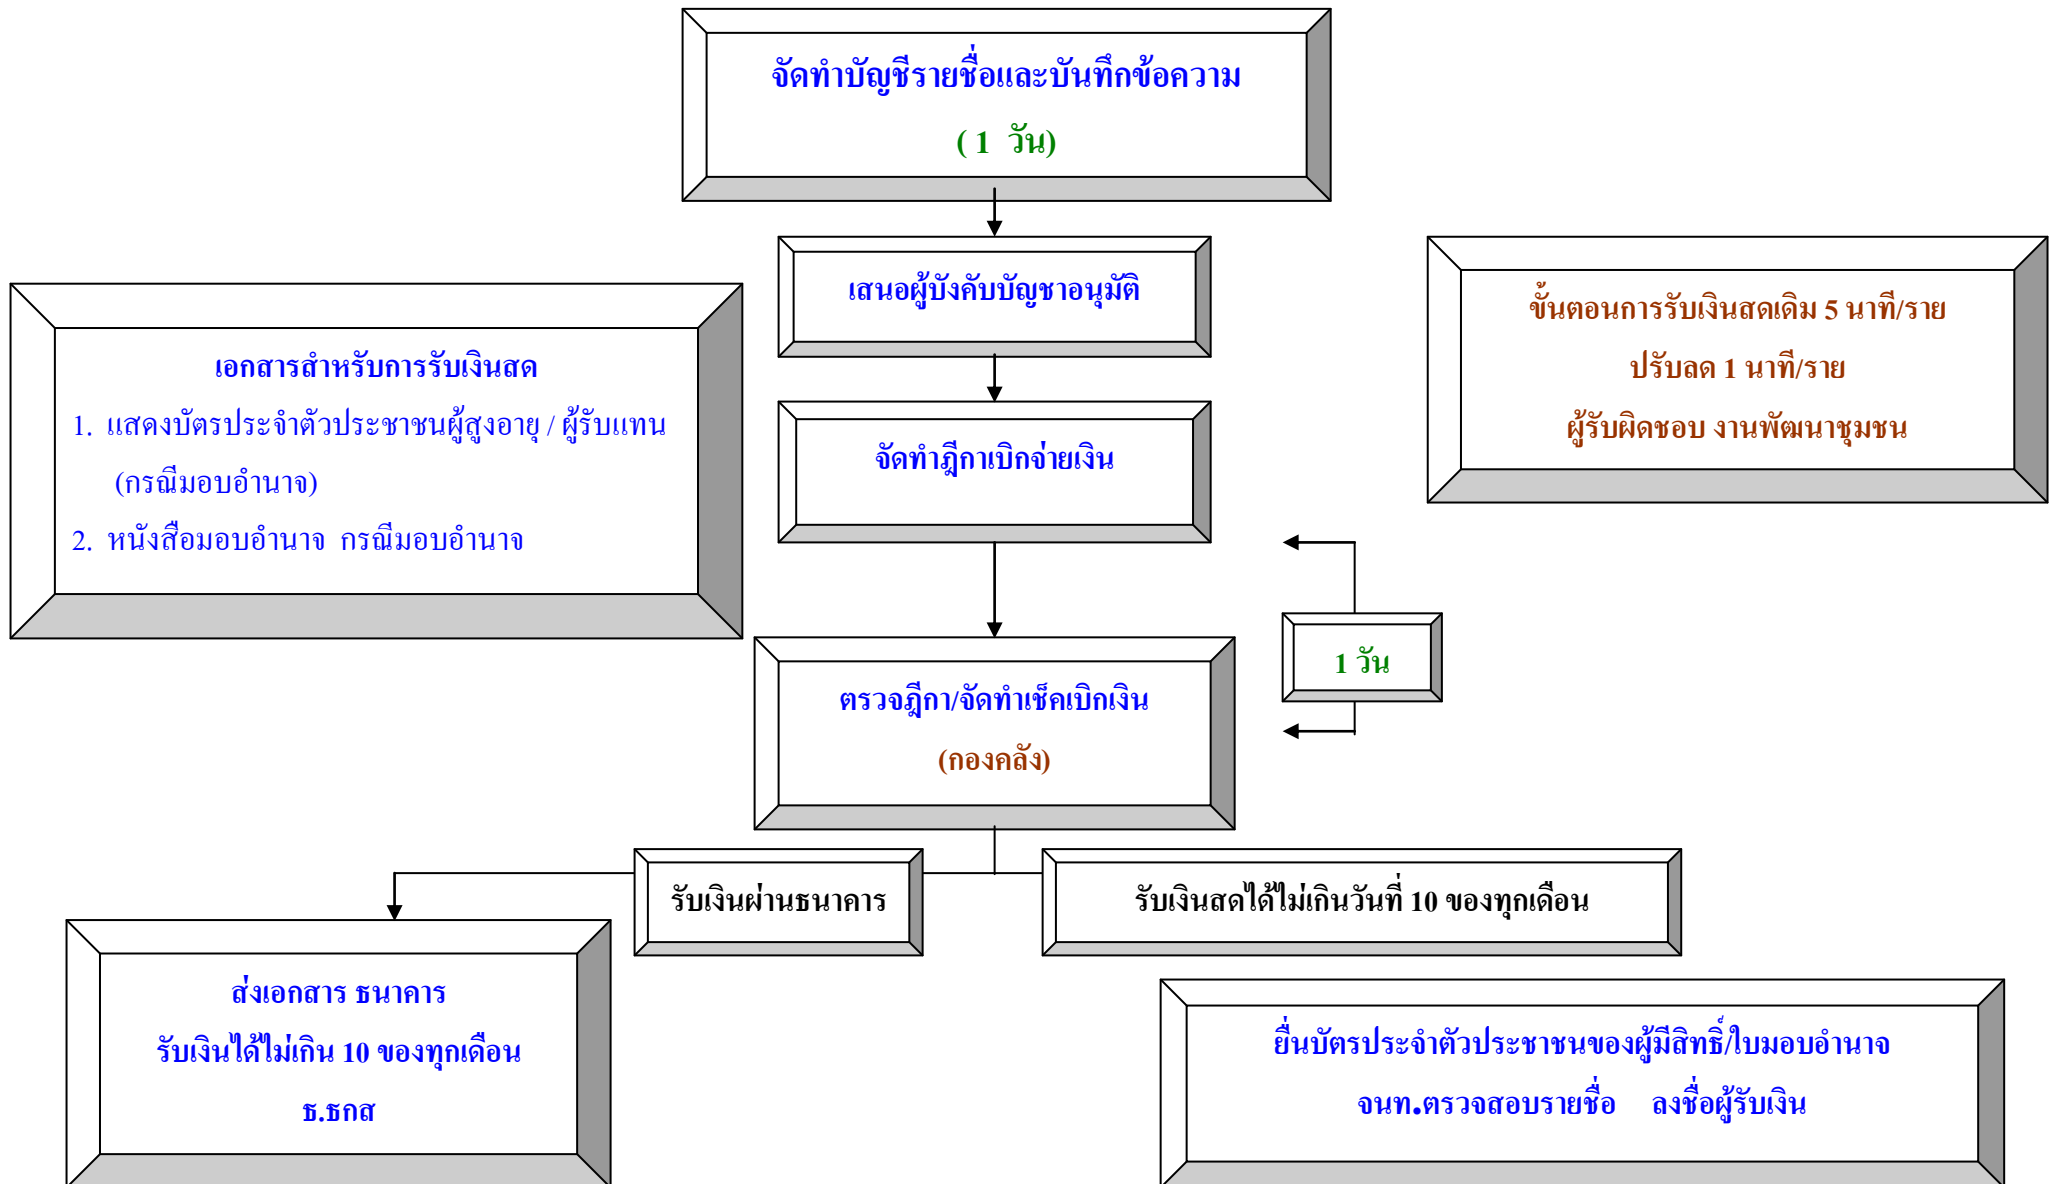 จัดทำบัญชีรายชื่อและบันทึกข้อความ
( 1 วัน)
เสนอผู้บังคับบัญชาอนุมัติ
ขั้นตอนการรับเงินสดเดิม 5 นาที/ราย
ปรับลด 1 นาที/ราย
ผู้รับผิดชอบ งานพัฒนาชุมชน
เอกสารสำหรับการรับเงินสด
1. แสดงบัตรประจำตัวประชาชนผู้สูงอายุ / ผู้รับแทน
(กรณีมอบอำนาจ)
2. หนังสือมอบอำนาจ กรณีมอบอำนาจ
จัดทำฎีกาเบิกจ่ายเงิน
1 วัน
ตรวจฎีกา/จัดทำเช็คเบิกเงิน
(กองคลัง)
รับเงินผ่านธนาคาร
รับเงินสดได้ไม่เกินวันที่ 10 ของทุกเดือน
ส่งเอกสาร ธนาคาร
รับเงินได้ไม่เกิน 10 ของทุกเดือน
ธ.ธกส
ยื่นบัตรประจำตัวประชาชนของผู้มีสิทธิ์/ใบมอบอำนาจ
จนท.ตรวจสอบรายชื่อ ลงชื่อผู้รับเงิน